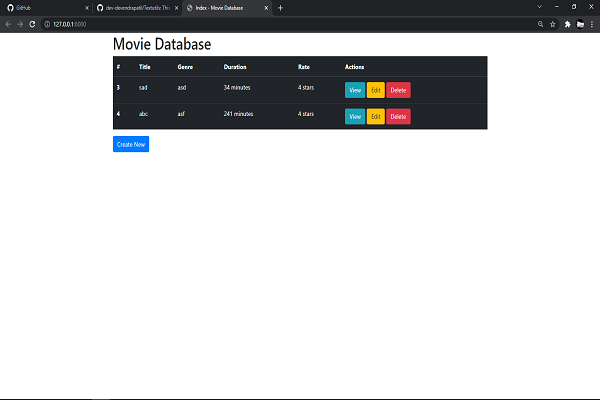 GitHub
dev-devendrapatil/Textutils: Thi
Index - Movie Database
127.0.0.1:8000
Movie Database
# Title Genre Duration Rate Actions
3 sad asd 34 minutes 4 stars View Edit Delete
4 abc asf 241 minutes 4 stars View Edit Delete
Create New